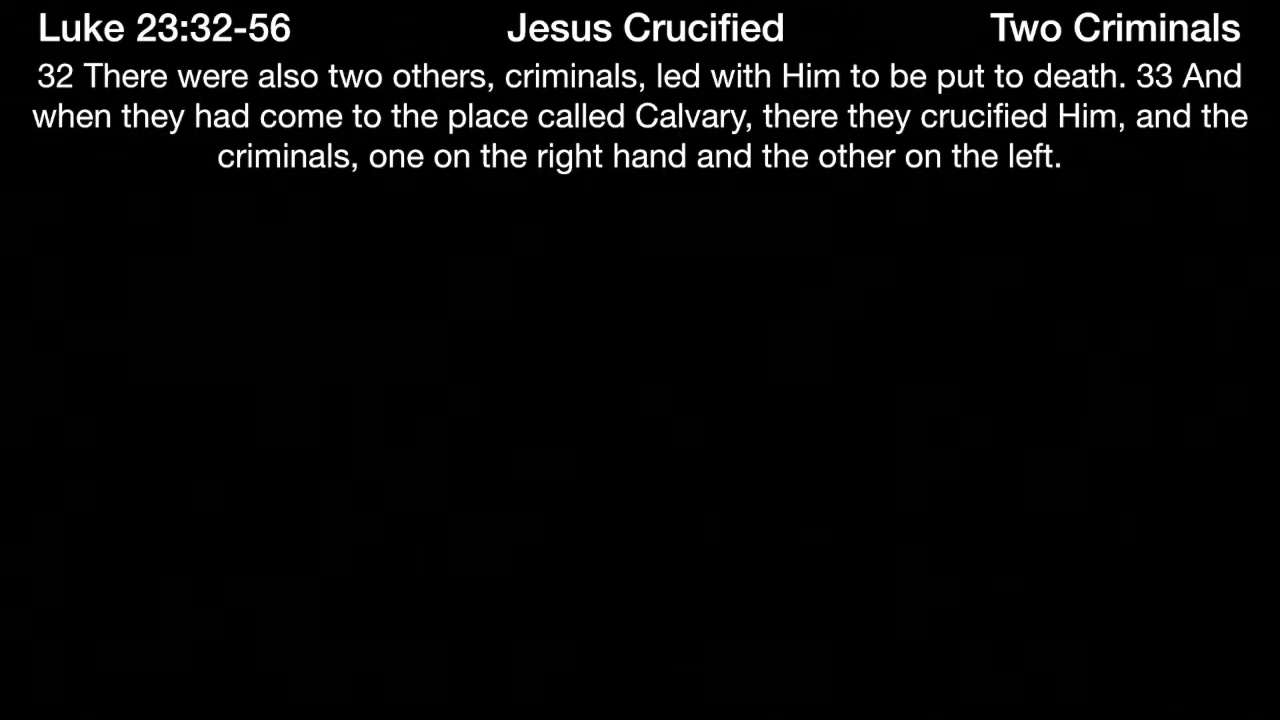 Luke 23:32-56 Jesus Crucified Two Criminals
32 There were also two others, criminals, led with Him to be put to death. 33 And
when they had come to the place called Calvary, there they crucified Him, and the
criminals, one on the right hand and the other on the left.